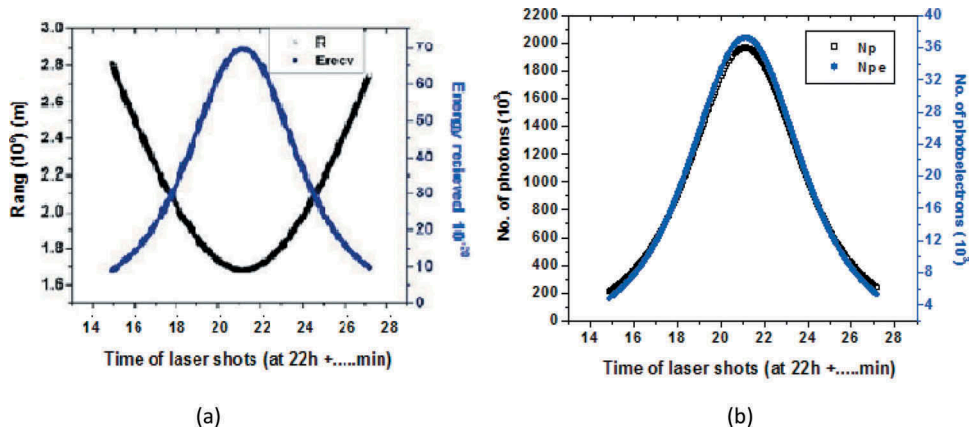 3.0
2.8
2.6
2.4
2.2
2.0
1.8
1.6
Rang (10⁶) (m)
R
Erecv
70
60
50
40
30
20
10
0
Energy recieved 10⁻²⁰
14 16 18 20 22 24 26 28
Time of laser shots (at 22h +.....min)
(a)
2200
2000
1800
1600
1400
1200
1000
800
600
400
200
0
No. of photons (10³)
Np
Npe
40
36
32
28
24
20
16
12
8
4
No. of photoelectrons (10³)
14 16 18 20 22 24 26 28
Time of laser shots (at 22h +.....min)
(b)